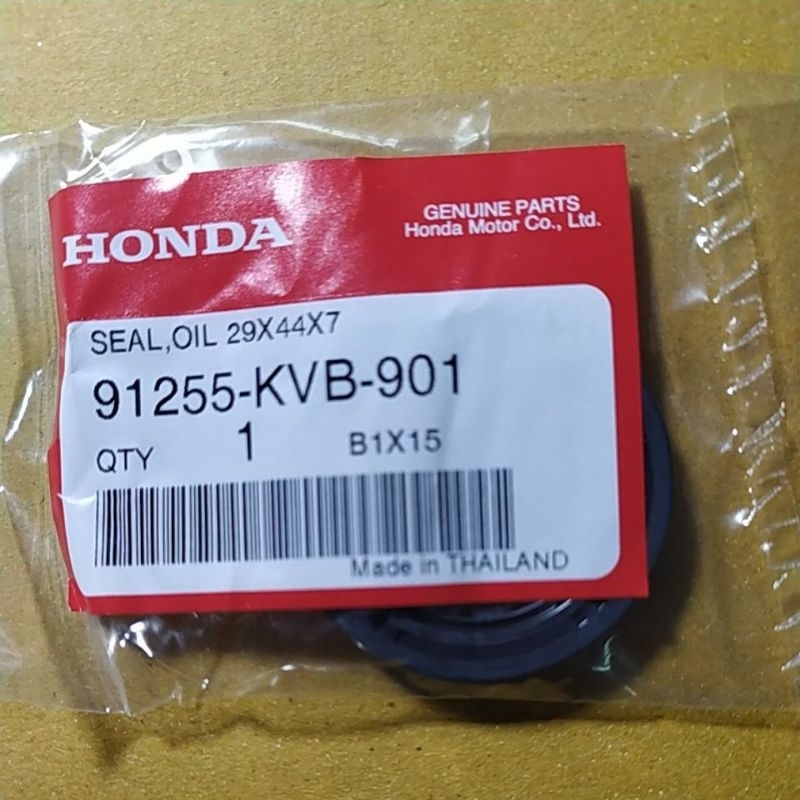 HONDA
GENUINE PARTS
Honda Motor Co., Ltd.
SEAL,OIL 29X44X7
91255-KVB-901
QTY 1 B1X15
Made in THAILAND